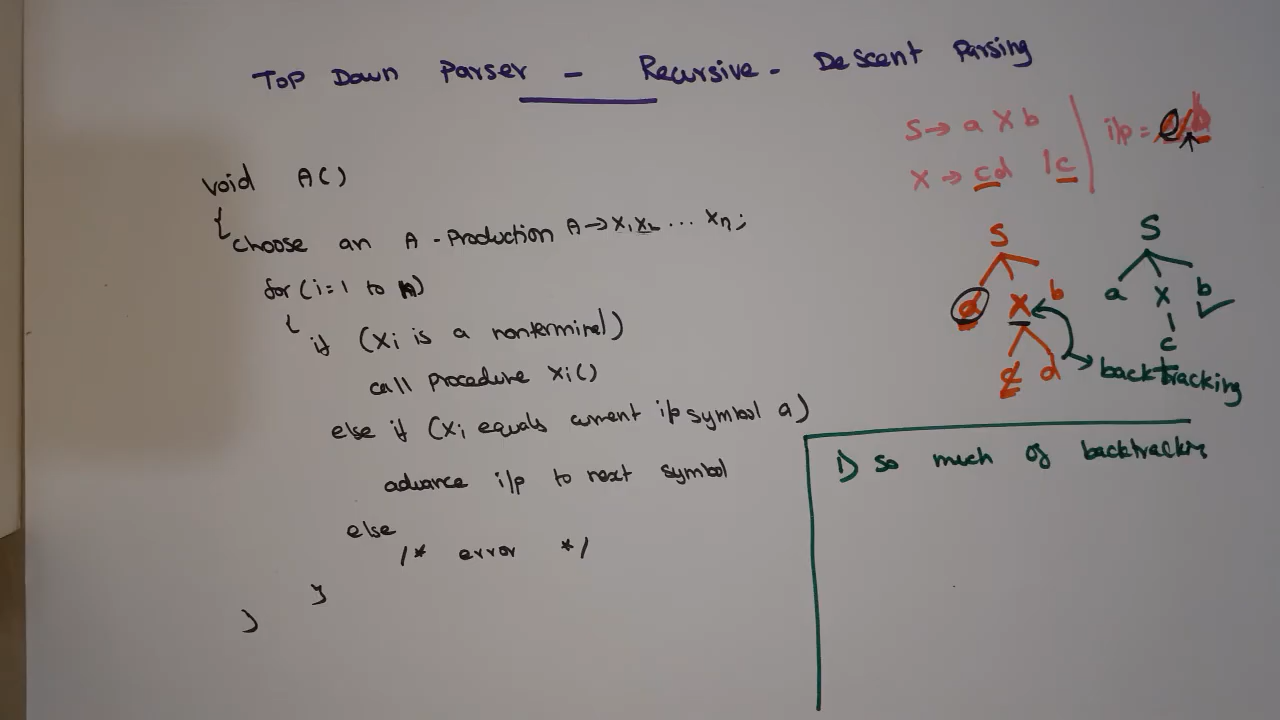 Top Down Parser - Recursive - Descent Parsing
void A()
{
choose an A - Production A → X1 X2 ... Xn;
for (i=1 to n)
{
if (Xi is a nonterminal)
call procedure Xi()
else if (Xi equals current i/p symbol a)
advance i/p to next symbol
else
/* error */
}
}
S → a X b
X → cd | c
i/p =
S
a X b
c d
S
a X b
c
backtracking
1) so much of backtracking